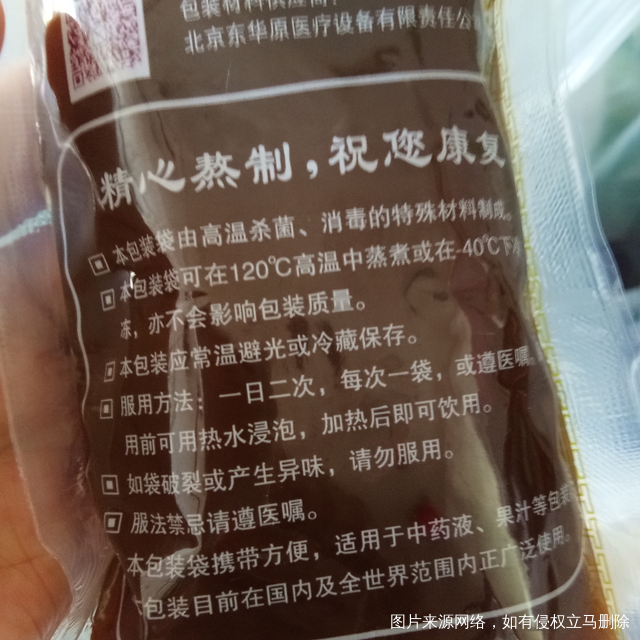 包装材料供应商：
北京东华原医疗设备有限责任公
精心熬制，祝您康复
本包装袋由高温杀菌、消毒的特殊材料制成。
本包装袋可在120℃高温中蒸煮或在-40℃下冷
冻，亦不会影响包装质量。
本包装应常温避光或冷藏保存。
服用方法：一日二次，每次一袋，或遵医嘱。
用前可用热水浸泡，加热后即可饮用。
如袋破裂或产生异味，请勿服用。
服法禁忌请遵医嘱。
本包装袋携带方便，适用于中药液、果汁等包装
本包装目前在国内及全世界范围内正广泛使用。
图片来源网络，如有侵权立马删除